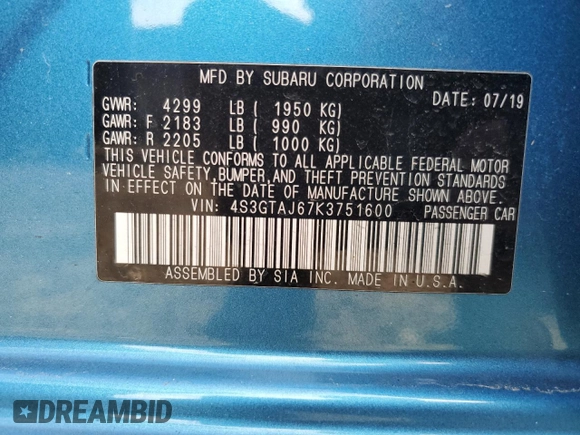 MFD BY SUBARU CORPORATION
DATE: 07/19
GVWR: 4299 LB ( 1950 KG)
GAWR: F 2183 LB ( 990 KG)
GAWR: R 2205 LB ( 1000 KG)
THIS VEHICLE CONFORMS TO ALL APPLICABLE FEDERAL MOTOR
VEHICLE SAFETY, BUMPER, AND THEFT PREVENTION STANDARDS
IN EFFECT ON THE DATE OF MANUFACTURE SHOWN ABOVE.
VIN: 4S3GTAJ67K3751600 PASSENGER CAR
ASSEMBLED BY SIA INC. MADE IN U.S.A.
DREAMBID